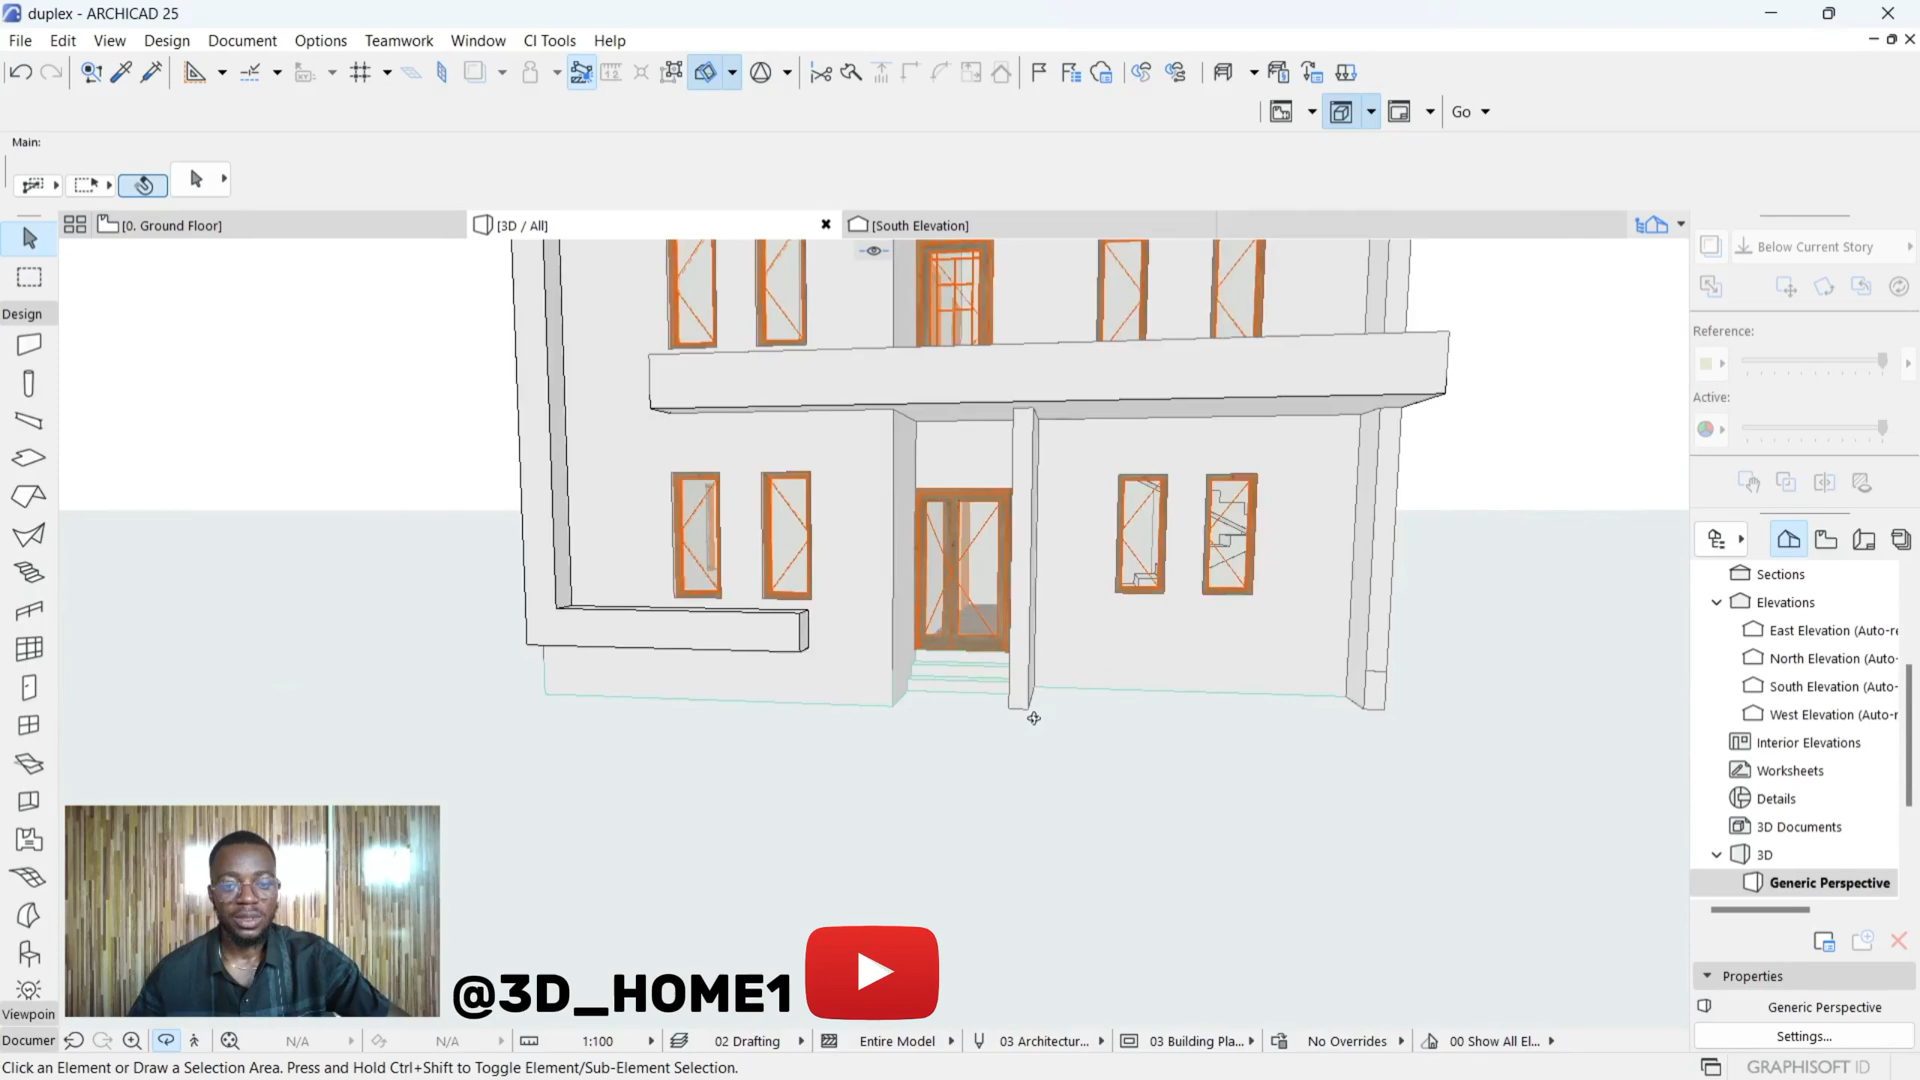 duplex - ARCHICAD 25
File Edit View Design Document Options Teamwork Window CI Tools Help
Go
Main:
[0. Ground Floor]
[3D / All]
[South Elevation]
Below Current Story
Design
Reference:
Active:
Sections
Elevations
East Elevation (Auto-re
North Elevation (Auto-
South Elevation (Auto-
West Elevation (Auto-r
Interior Elevations
Worksheets
Details
3D Documents
3D
Generic Perspective
@3D_HOME1
Properties
Generic Perspective
Settings...
Viewpoin
Documer
N/A
N/A
1:100
02 Drafting
Entire Model
03 Architectur...
03 Building Pla...
No Overrides
00 Show All El...
Click an Element or Draw a Selection Area. Press and Hold Ctrl+Shift to Toggle Element/Sub-Element Selection.
GRAPHISOFT ID